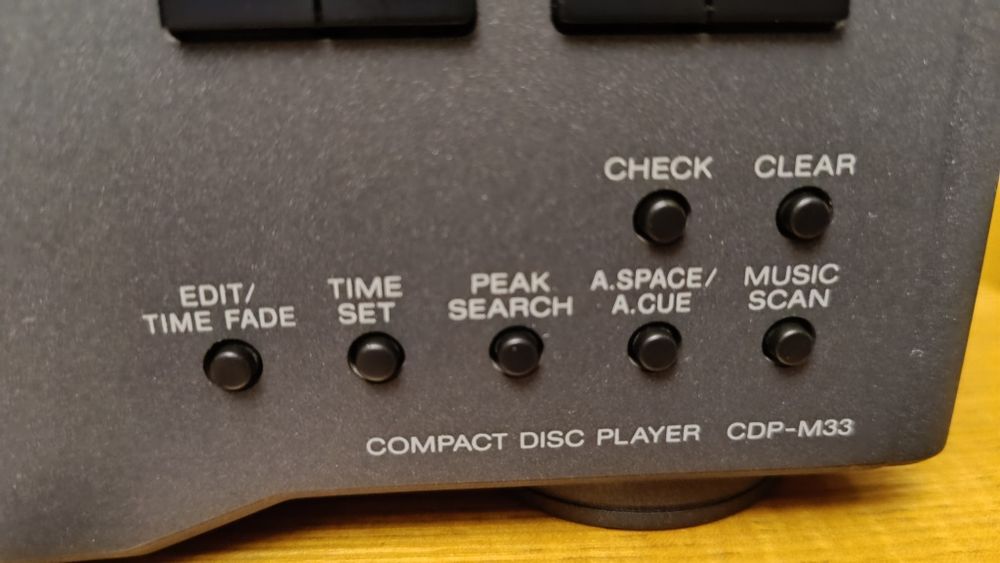 CHECK
CLEAR
EDIT/
TIME FADE
TIME
SET
PEAK
SEARCH
A.SPACE/
A.CUE
MUSIC
SCAN
COMPACT DISC PLAYER CDP-M33